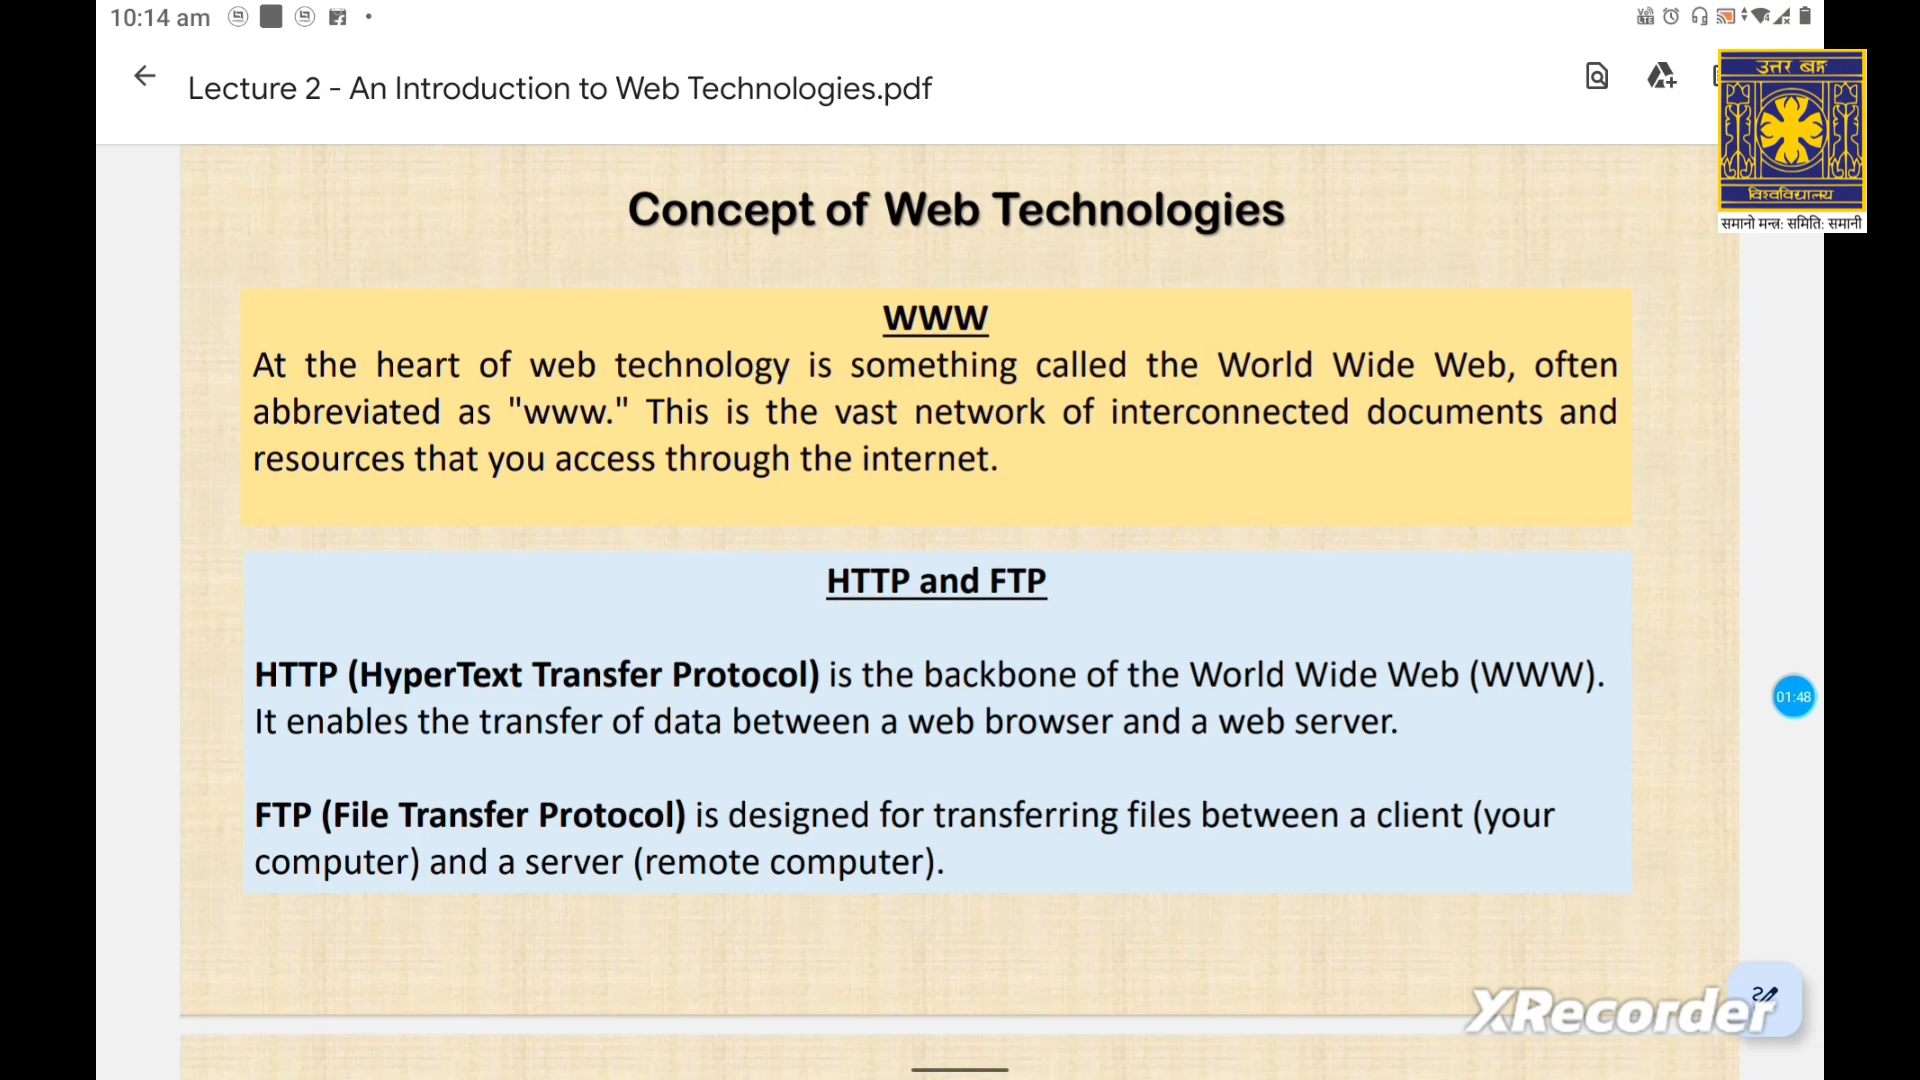 10:14 am
Lecture 2 - An Introduction to Web Technologies.pdf
उत्तर बङ्ग
विश्वविद्यालय
समानो मन्त्र: समिति: समानी
Concept of Web Technologies
WWW
At the heart of web technology is something called the World Wide Web, often
abbreviated as "www." This is the vast network of interconnected documents and
resources that you access through the internet.
HTTP and FTP
HTTP (HyperText Transfer Protocol) is the backbone of the World Wide Web (WWW).
It enables the transfer of data between a web browser and a web server.
01:48
FTP (File Transfer Protocol) is designed for transferring files between a client (your
computer) and a server (remote computer).
XRecorder